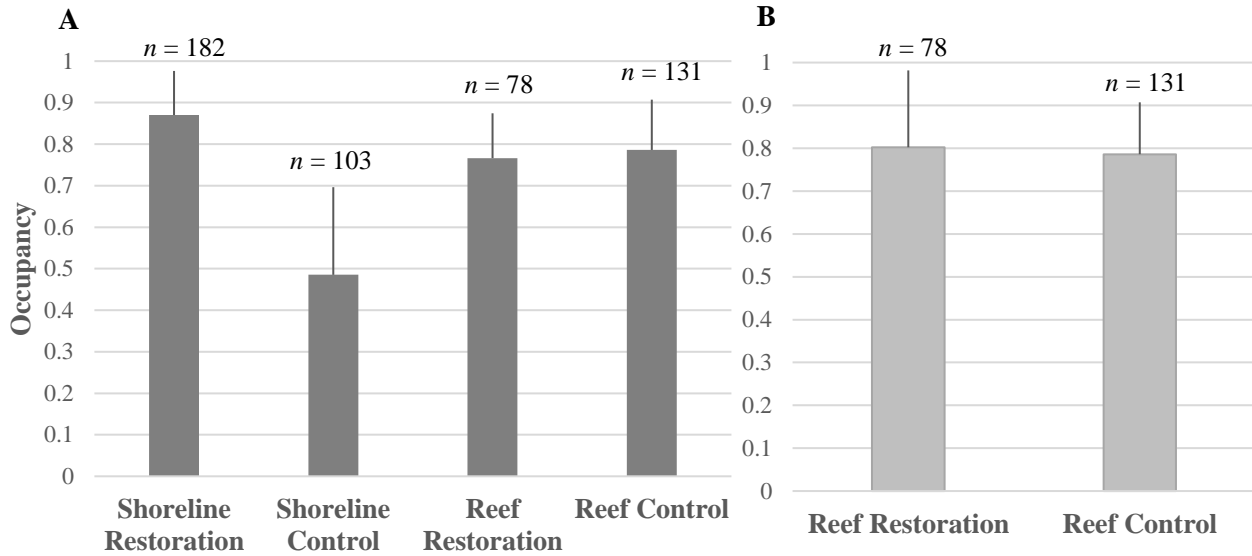 A
n = 182
n = 103
n = 78
n = 131
Occupancy
1
0.9
0.8
0.7
0.6
0.5
0.4
0.3
0.2
0.1
0
Shoreline
Restoration
Shoreline
Control
Reef
Restoration
Reef Control
B
n = 78
n = 131
1
0.9
0.8
0.7
0.6
0.5
0.4
0.3
0.2
0.1
0
Reef Restoration
Reef Control